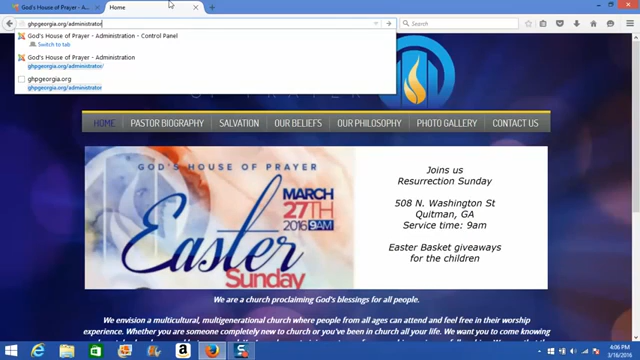 God's House of Prayer - A...
Home
ghpgeorgia.org/administrator
Search
God's House of Prayer - Administration - Control Panel
Switch to tab
God's House of Prayer - Administration
ghpgeorgia.org/administrator/
ghpgeorgia.org
ghpgeorgia.org/administrator
OF PRAYER
HOME
PASTOR BIOGRAPHY
SALVATION
OUR BELIEFS
OUR PHILOSOPHY
PHOTO GALLERY
CONTACT US
GOD'S HOUSE OF PRAYER
MARCH
27TH
2016 9AM
Easter
Sunday
Joins us
Resurrection Sunday
508 N. Washington St
Quitman, GA
Service time: 9am
Easter Basket giveaways
for the children
We are a church proclaiming God's blessings for all people.
We envision a multicultural, multigenerational church where people from all ages can attend and feel free in their worship
experience. Whether you are someone completely new to church or you've been in church all your life. We want you to come knowing
4:06 PM
3/16/2016